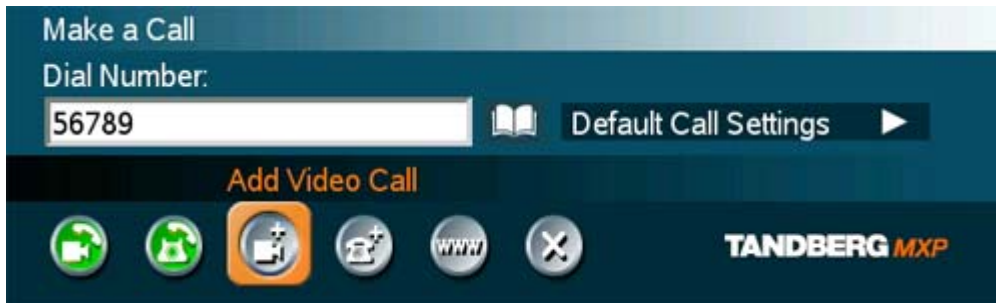 Make a Call
Dial Number:
56789
Default Call Settings
Add Video Call
www
TANDBERG MXP